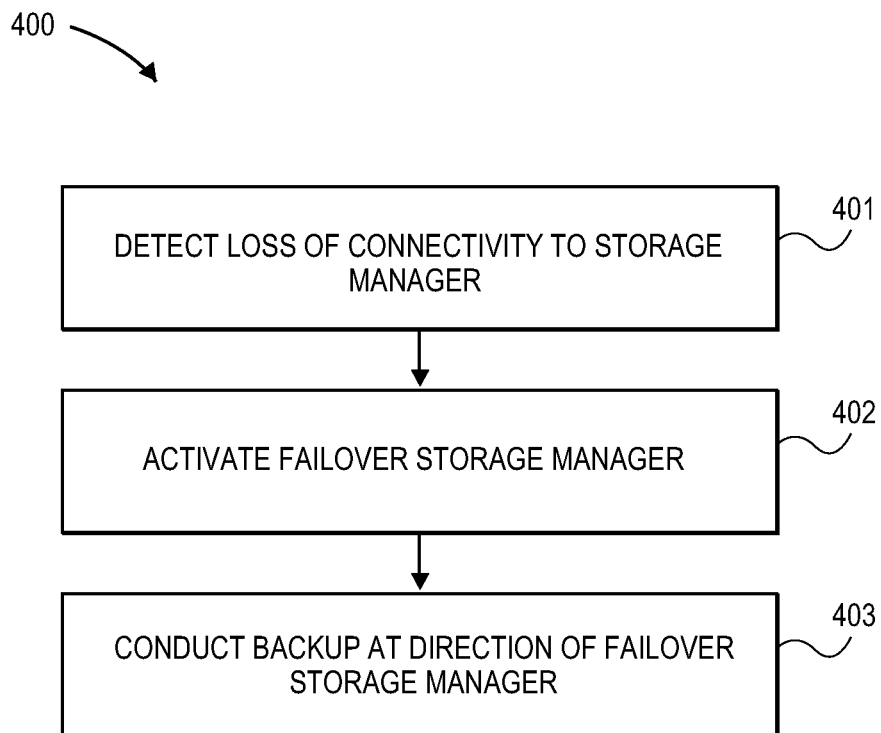 400
DETECT LOSS OF CONNECTIVITY TO STORAGE
MANAGER
401
ACTIVATE FAILOVER STORAGE MANAGER
402
CONDUCT BACKUP AT DIRECTION OF FAILOVER
STORAGE MANAGER
403